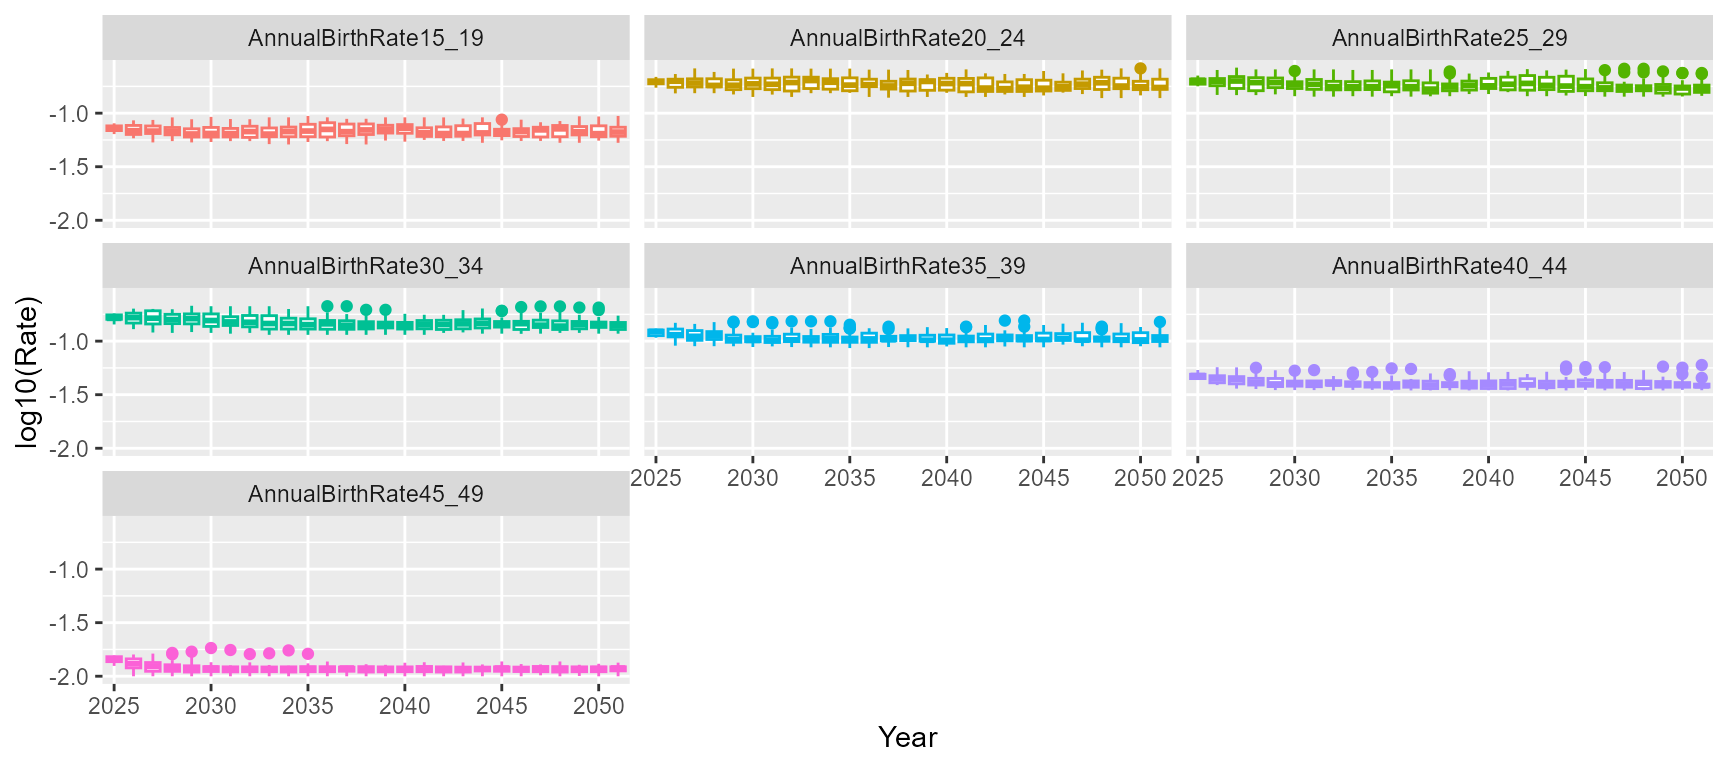 AnnualBirthRate15_19 AnnualBirthRate20_24 AnnualBirthRate25_29
-1.0
-1.5
-2.0
AnnualBirthRate30_34 AnnualBirthRate35_39 AnnualBirthRate40_44
-1.0
-1.5
-2.0
log10(Rate)
2025 2030 2035 2040 2045 2050 2025 2030 2035 2040 2045 2050
AnnualBirthRate45_49
-1.0
-1.5
-2.0
2025 2030 2035 2040 2045 2050
Year